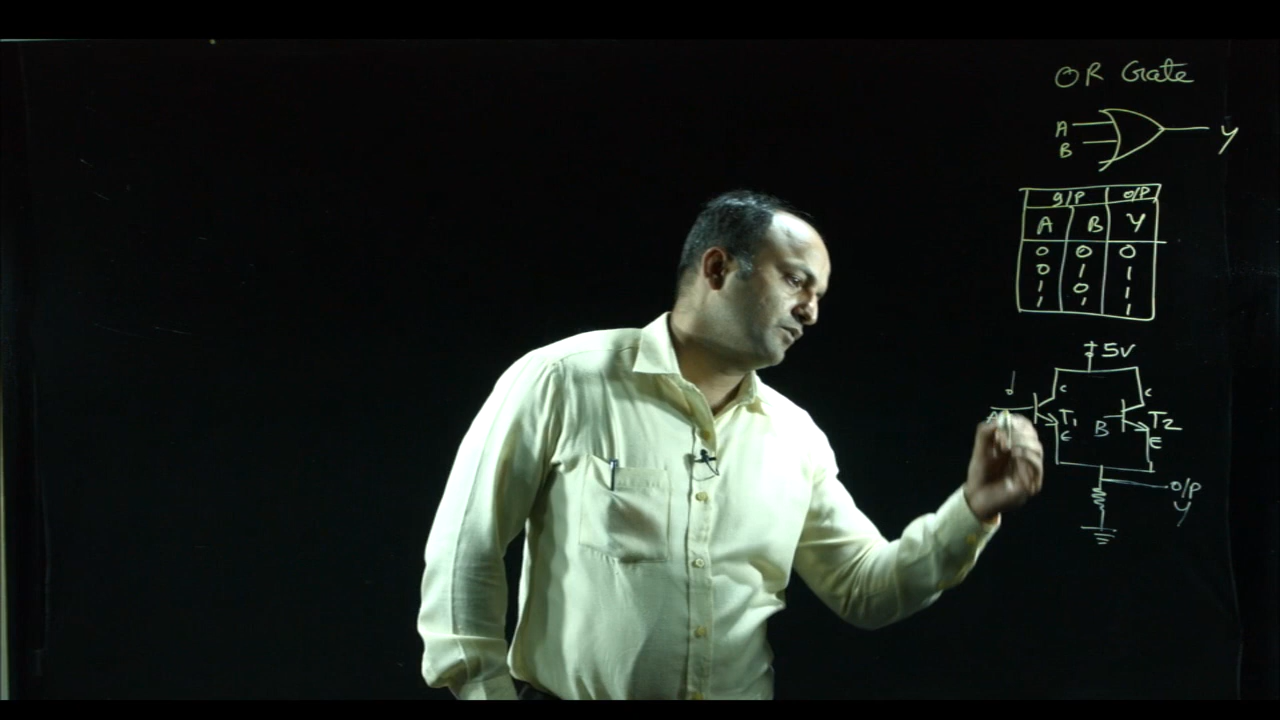 OR Gate
A
B
Y
I/P O/P
A B Y
0 0 0
0 1 1
1 0 1
1 1 1
5V
C C
A T1 B T2
E E
O/P
Y